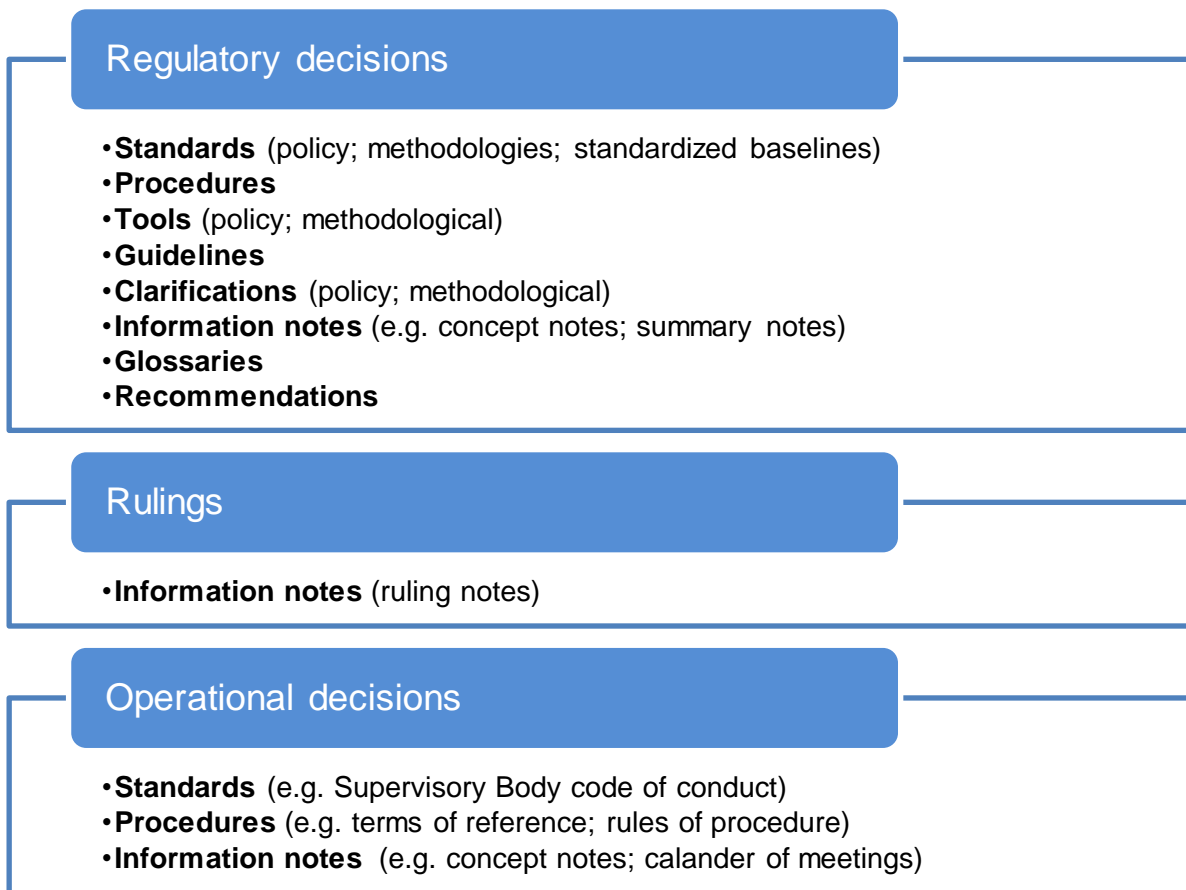 Regulatory decisions
•Standards (policy; methodologies; standardized baselines)
•Procedures
•Tools (policy; methodological)
•Guidelines
•Clarifications (policy; methodological)
•Information notes (e.g. concept notes; summary notes)
•Glossaries
•Recommendations
Rulings
•Information notes (ruling notes)
Operational decisions
•Standards (e.g. Supervisory Body code of conduct)
•Procedures (e.g. terms of reference; rules of procedure)
•Information notes (e.g. concept notes; calander of meetings)